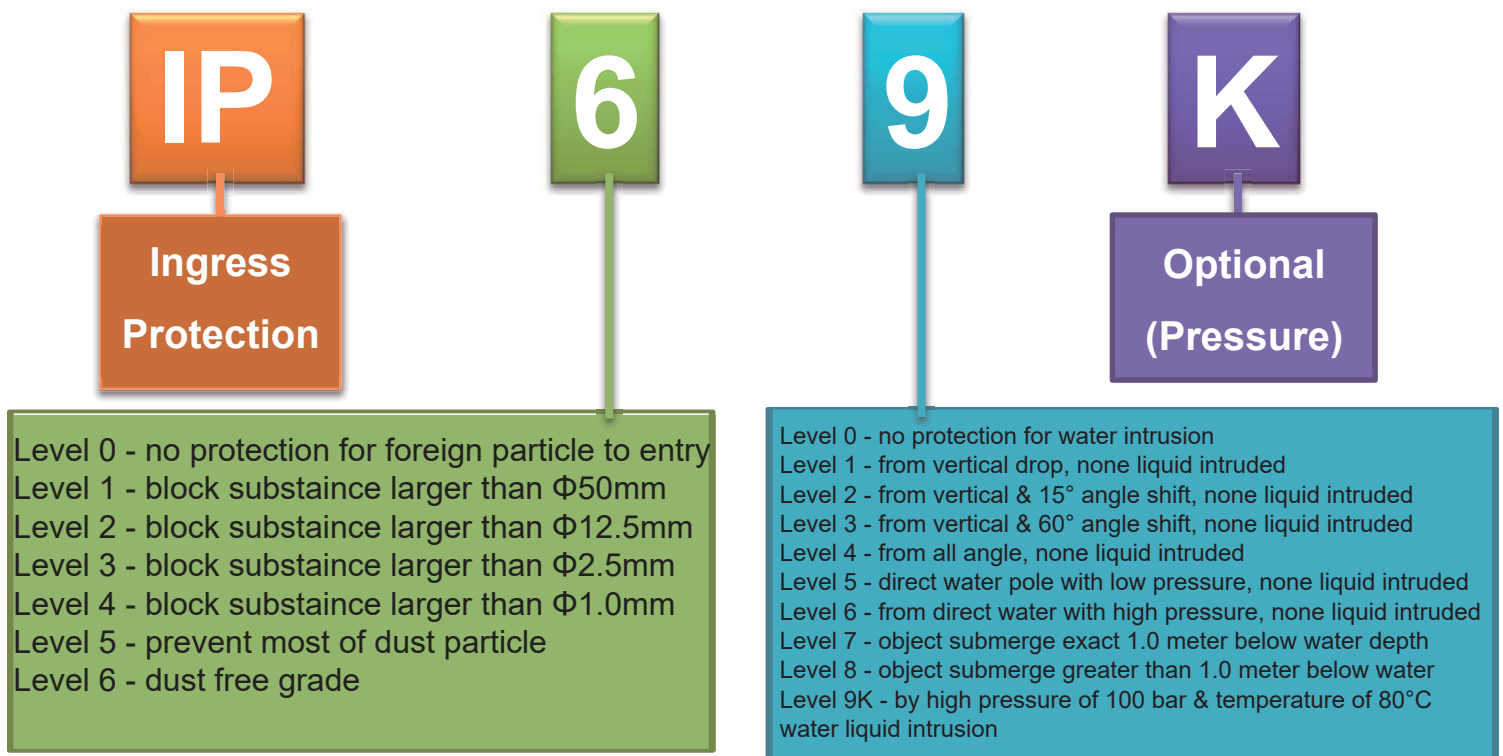 IP
6
9
K
Ingress
Protection
Optional
(Pressure)
Level 0 - no protection for foreign particle to entry
Level 1 - block substaince larger than Φ50mm
Level 2 - block substaince larger than Φ12.5mm
Level 3 - block substaince larger than Φ2.5mm
Level 4 - block substaince larger than Φ1.0mm
Level 5 - prevent most of dust particle
Level 6 - dust free grade
Level 0 - no protection for water intrusion
Level 1 - from vertical drop, none liquid intruded
Level 2 - from vertical & 15° angle shift, none liquid intruded
Level 3 - from vertical & 60° angle shift, none liquid intruded
Level 4 - from all angle, none liquid intruded
Level 5 - direct water pole with low pressure, none liquid intruded
Level 6 - from direct water with high pressure, none liquid intruded
Level 7 - object submerge exact 1.0 meter below water depth
Level 8 - object submerge greater than 1.0 meter below water
Level 9K - by high pressure of 100 bar & temperature of 80°C
water liquid intrusion